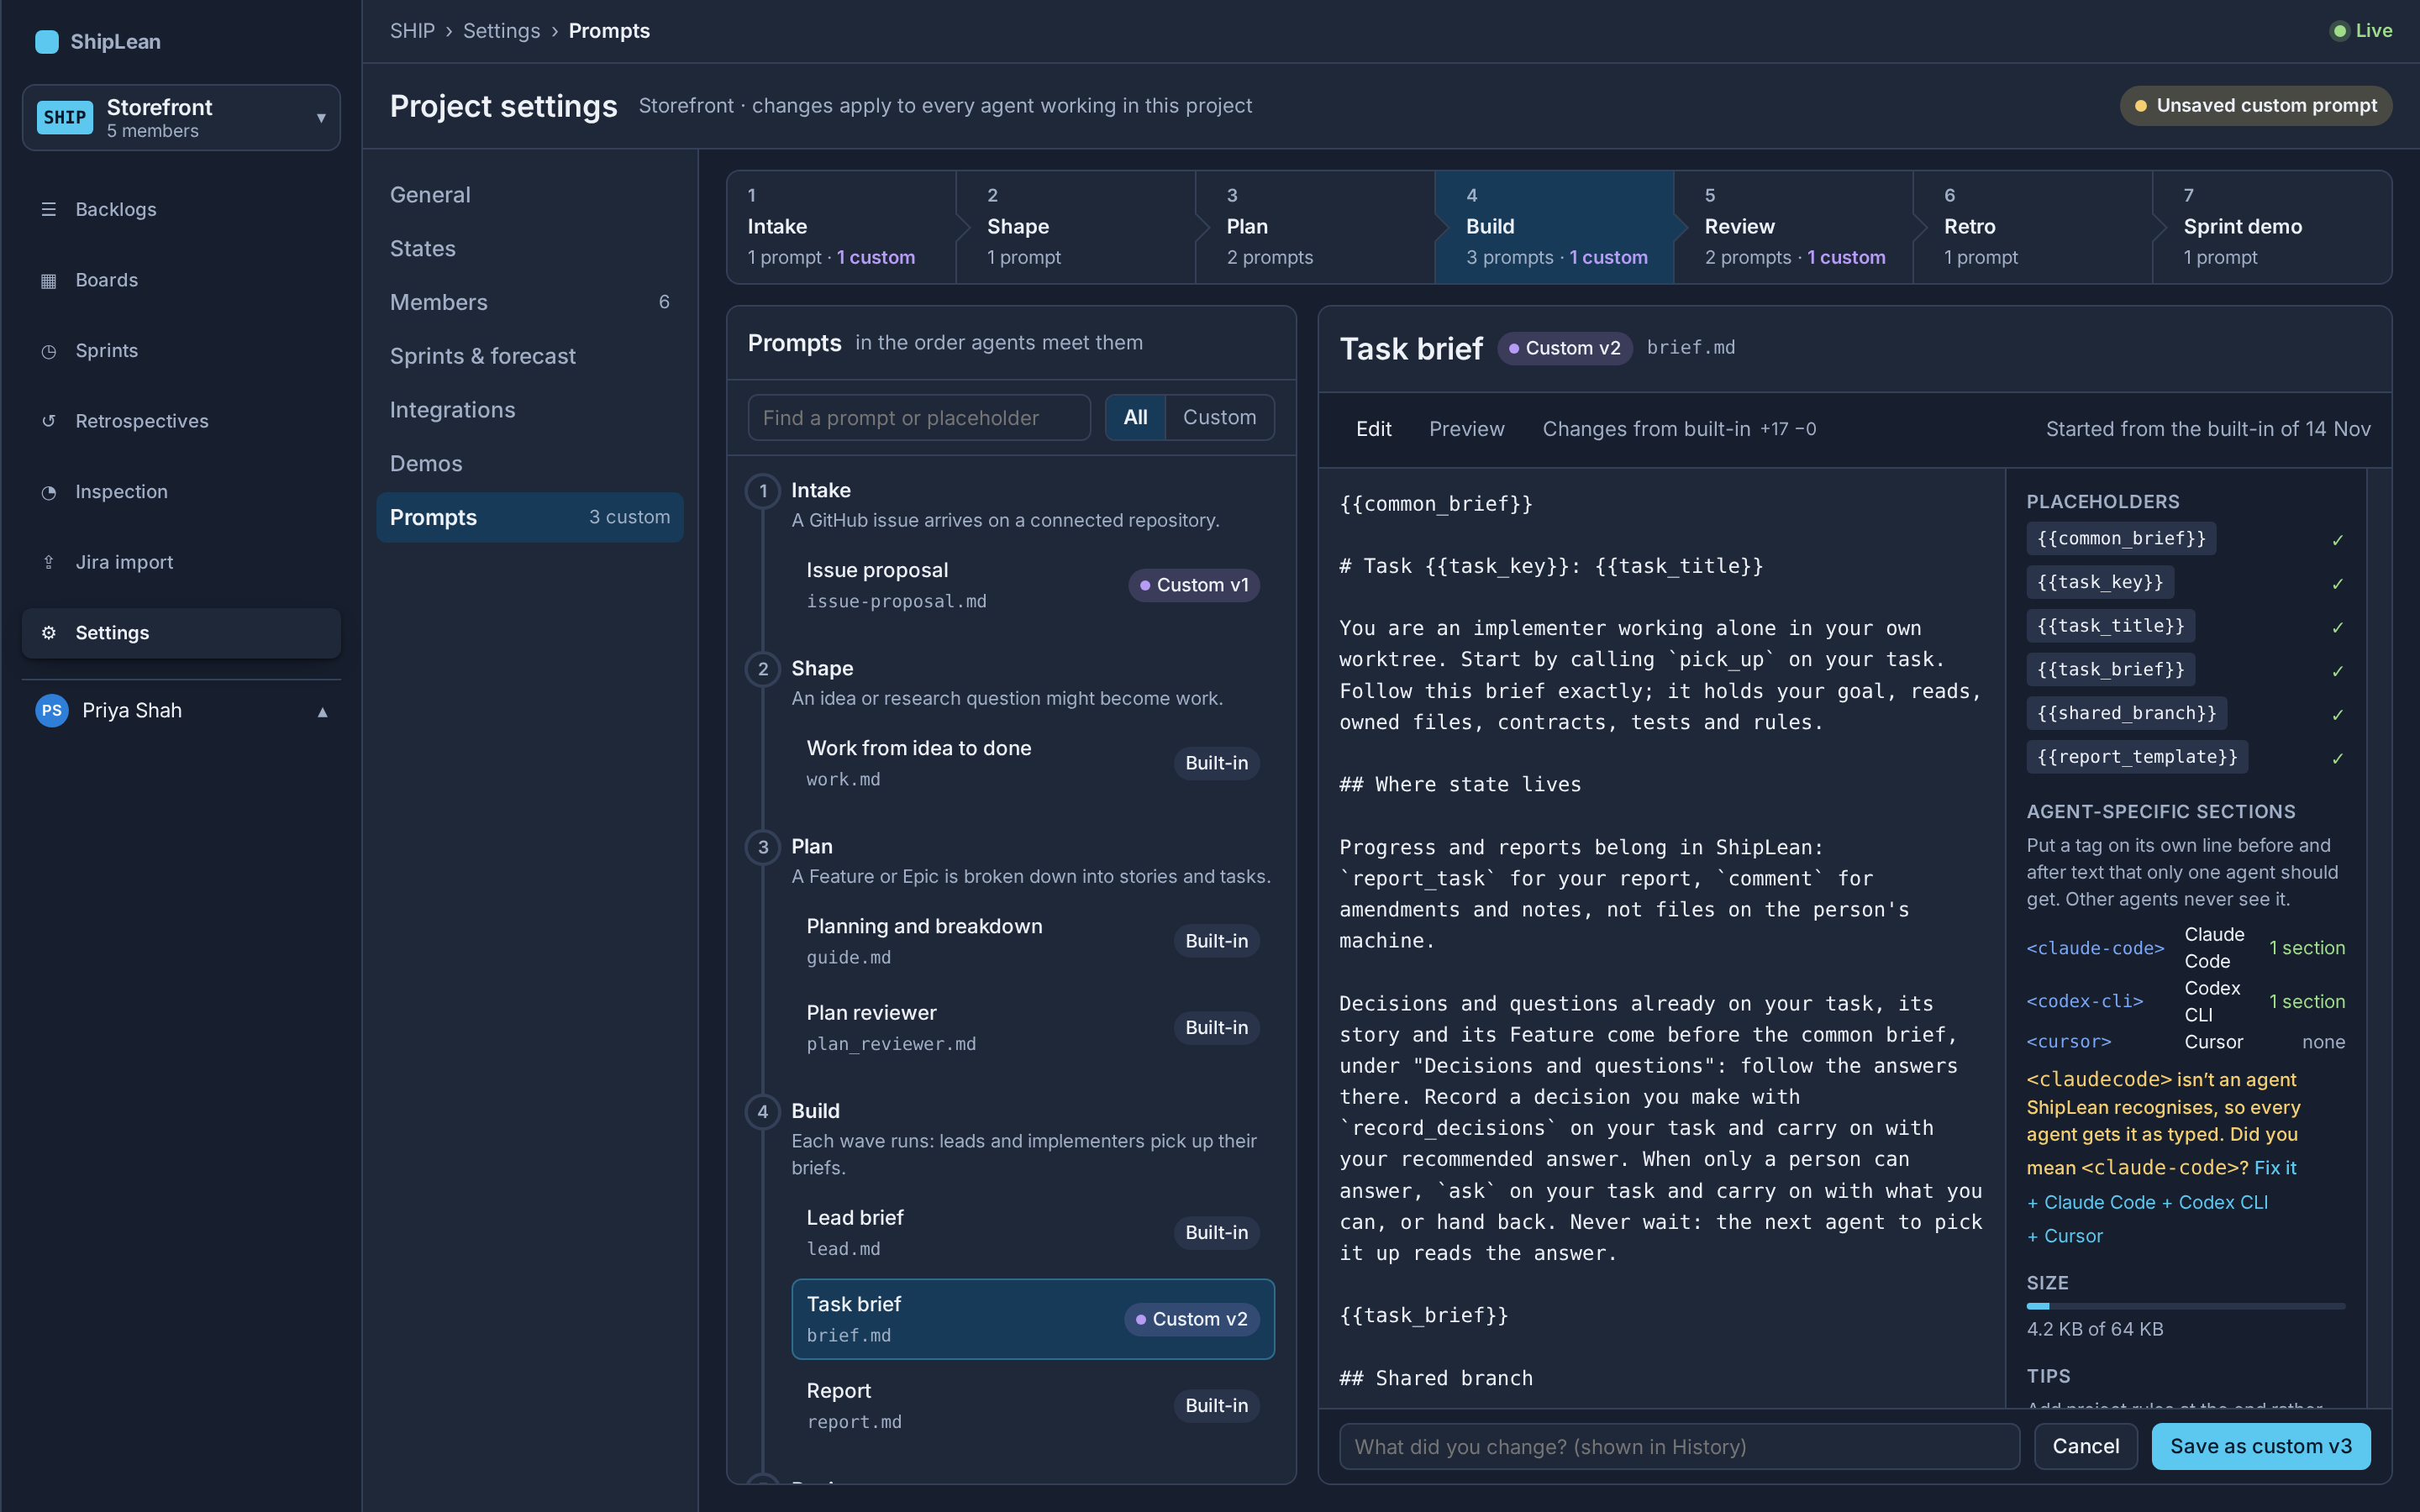 ShipLean
SHIP
Storefront
5 members
Backlogs
Boards
Sprints
Retrospectives
Inspection
Jira import
Settings
PS
Priya Shah
SHIP › Settings › Prompts
Live
Project settings
Storefront · changes apply to every agent working in this project
Unsaved custom prompt
General
States
Members 6
Sprints & forecast
Integrations
Demos
Prompts 3 custom
1
Intake
1 prompt · 1 custom
2
Shape
1 prompt
3
Plan
2 prompts
4
Build
3 prompts · 1 custom
5
Review
2 prompts · 1 custom
6
Retro
1 prompt
7
Sprint demo
1 prompt
Prompts in the order agents meet them
Find a prompt or placeholder
All
Custom
1 Intake
A GitHub issue arrives on a connected repository.
Issue proposal
issue-proposal.md
Custom v1
2 Shape
An idea or research question might become work.
Work from idea to done
work.md
Built-in
3 Plan
A Feature or Epic is broken down into stories and tasks.
Planning and breakdown
guide.md
Built-in
Plan reviewer
plan_reviewer.md
Built-in
4 Build
Each wave runs: leads and implementers pick up their
briefs.
Lead brief
lead.md
Built-in
Task brief
brief.md
Custom v2
Report
report.md
Built-in
Task brief
Custom v2
brief.md
Edit
Preview
Changes from built-in +17 −0
Started from the built-in of 14 Nov
{{common_brief}}
# Task {{task_key}}: {{task_title}}
You are an implementer working alone in your own
worktree. Start by calling `pick_up` on your task.
Follow this brief exactly; it holds your goal, reads,
owned files, contracts, tests and rules.
## Where state lives
Progress and reports belong in ShipLean:
`report_task` for your report, `comment` for
amendments and notes, not files on the person's
machine.
Decisions and questions already on your task, its
story and its Feature come before the common brief,
under "Decisions and questions": follow the answers
there. Record a decision you make with
`record_decisions` on your task and carry on with
your recommended answer. When only a person can
answer, `ask` on your task and carry on with what you
can, or hand back. Never wait: the next agent to pick
it up reads the answer.
{{task_brief}}
## Shared branch
PLACEHOLDERS
{{common_brief}} ✓
{{task_key}} ✓
{{task_title}} ✓
{{task_brief}} ✓
{{shared_branch}} ✓
{{report_template}} ✓
AGENT-SPECIFIC SECTIONS
Put a tag on its own line before and
after text that only one agent should
get. Other agents never see it.
<claude-code> Claude Code 1 section
<codex-cli> Codex CLI 1 section
<cursor> Cursor none
<claudecode> isn’t an agent
ShipLean recognises, so every
agent gets it as typed. Did you
mean <claude-code>? Fix it
+ Claude Code + Codex CLI
+ Cursor
SIZE
4.2 KB of 64 KB
TIPS
Add project rules at the end rather
What did you change? (shown in History)
Cancel
Save as custom v3